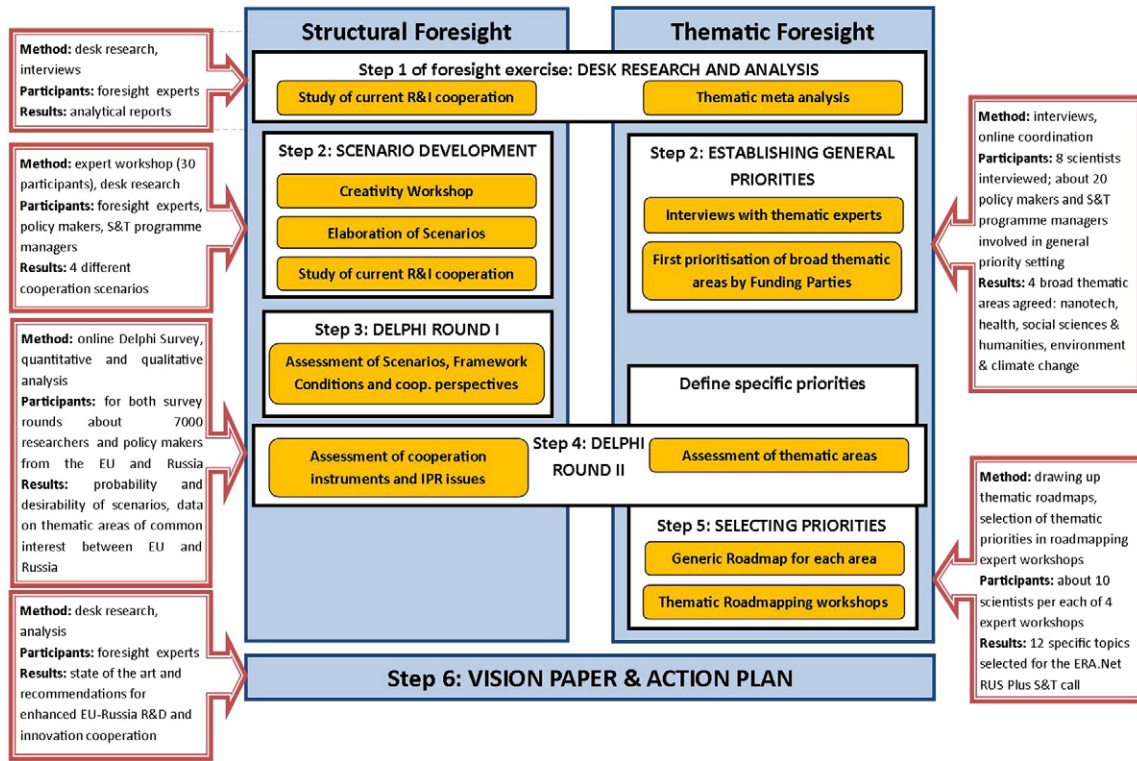 Structural Foresight
Thematic Foresight
Method: desk research,
interviews
Participants: foresight experts
Results: analytical reports
Step 1 of foresight exercise: DESK RESEARCH AND ANALYSIS
Study of current R&I cooperation
Thematic meta analysis
Method: expert workshop (30
participants), desk research
Participants: foresight experts,
policy makers, S&T programme
managers
Results: 4 different
cooperation scenarios
Step 2: SCENARIO DEVELOPMENT
Creativity Workshop
Elaboration of Scenarios
Study of current R&I cooperation
Step 2: ESTABLISHING GENERAL
PRIORITIES
Interviews with thematic experts
First prioritisation of broad thematic
areas by Funding Parties
Method: interviews,
online coordination
Participants: 8 scientists
interviewed; about 20
policy makers and S&T
programme managers
involved in general
priority setting
Results: 4 broad thematic
areas agreed: nanotech,
health, social sciences &
humanities, environment
& climate change
Method: online Delphi Survey,
quantitative and qualitative
analysis
Participants: for both survey
rounds about 7000
researchers and policy makers
from the EU and Russia
Results: probability and
desirability of scenarios, data
on thematic areas of common
interest between EU and
Russia
Step 3: DELPHI ROUND I
Assessment of Scenarios, Framework
Conditions and coop. perspectives
Define specific priorities
Step 4: DELPHI
ROUND II
Assessment of cooperation
instruments and IPR issues
Assessment of thematic areas
Step 5: SELECTING PRIORITIES
Generic Roadmap for each area
Thematic Roadmapping workshops
Method: drawing up
thematic roadmaps,
selection of thematic
priorities in roadmapping
expert workshops
Participants: about 10
scientists per each of 4
expert workshops
Results: 12 specific topics
selected for the ERA.Net
RUS Plus S&T call
Method: desk research,
analysis
Participants: foresight experts
Results: state of the art and
recommendations for
enhanced EU-Russia R&D and
innovation cooperation
Step 6: VISION PAPER & ACTION PLAN